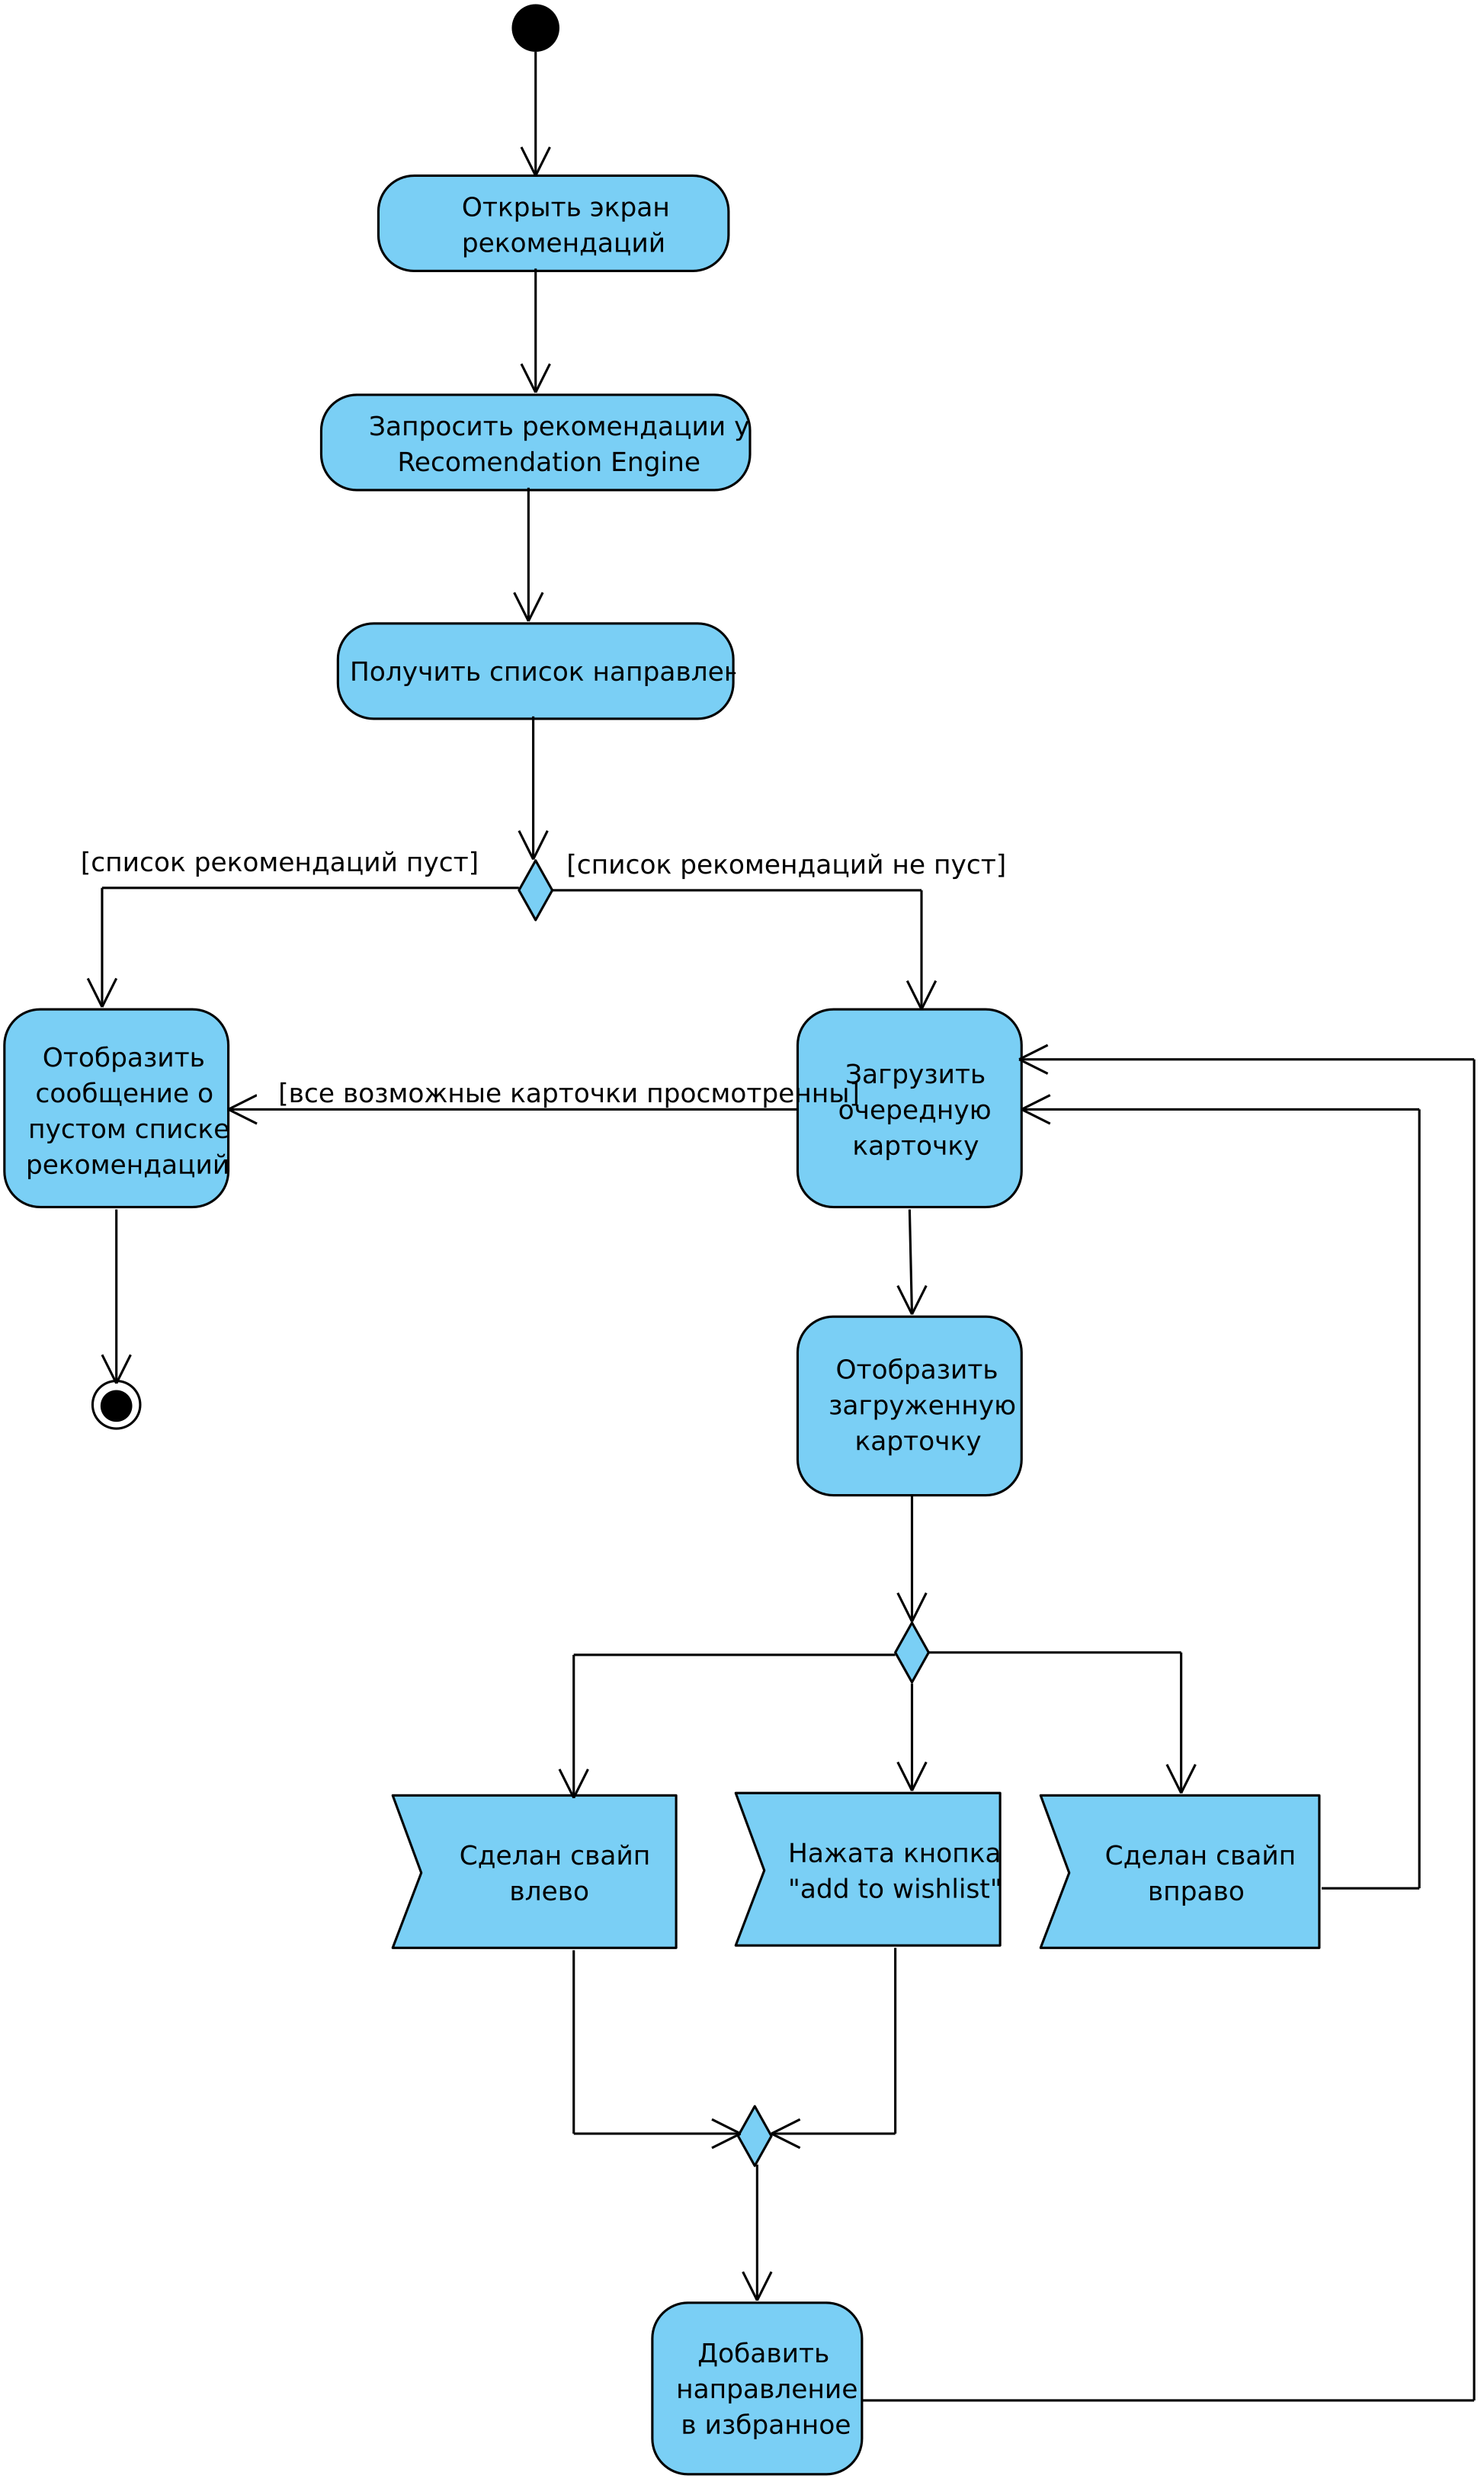 Открыть экран
рекомендаций
Запросить рекомендации у
Recomendation Engine
Получить список направлен
[список рекомендаций пуст]
[список рекомендаций не пуст]
Отобразить
сообщение о
пустом списке
рекомендаций
[все возможные карточки просмотренны]
Загрузить
очередную
карточку
Отобразить
загруженную
карточку
Сделан свайп
влево
Нажата кнопка
"add to wishlist"
Сделан свайп
вправо
Добавить
направление
в избранное